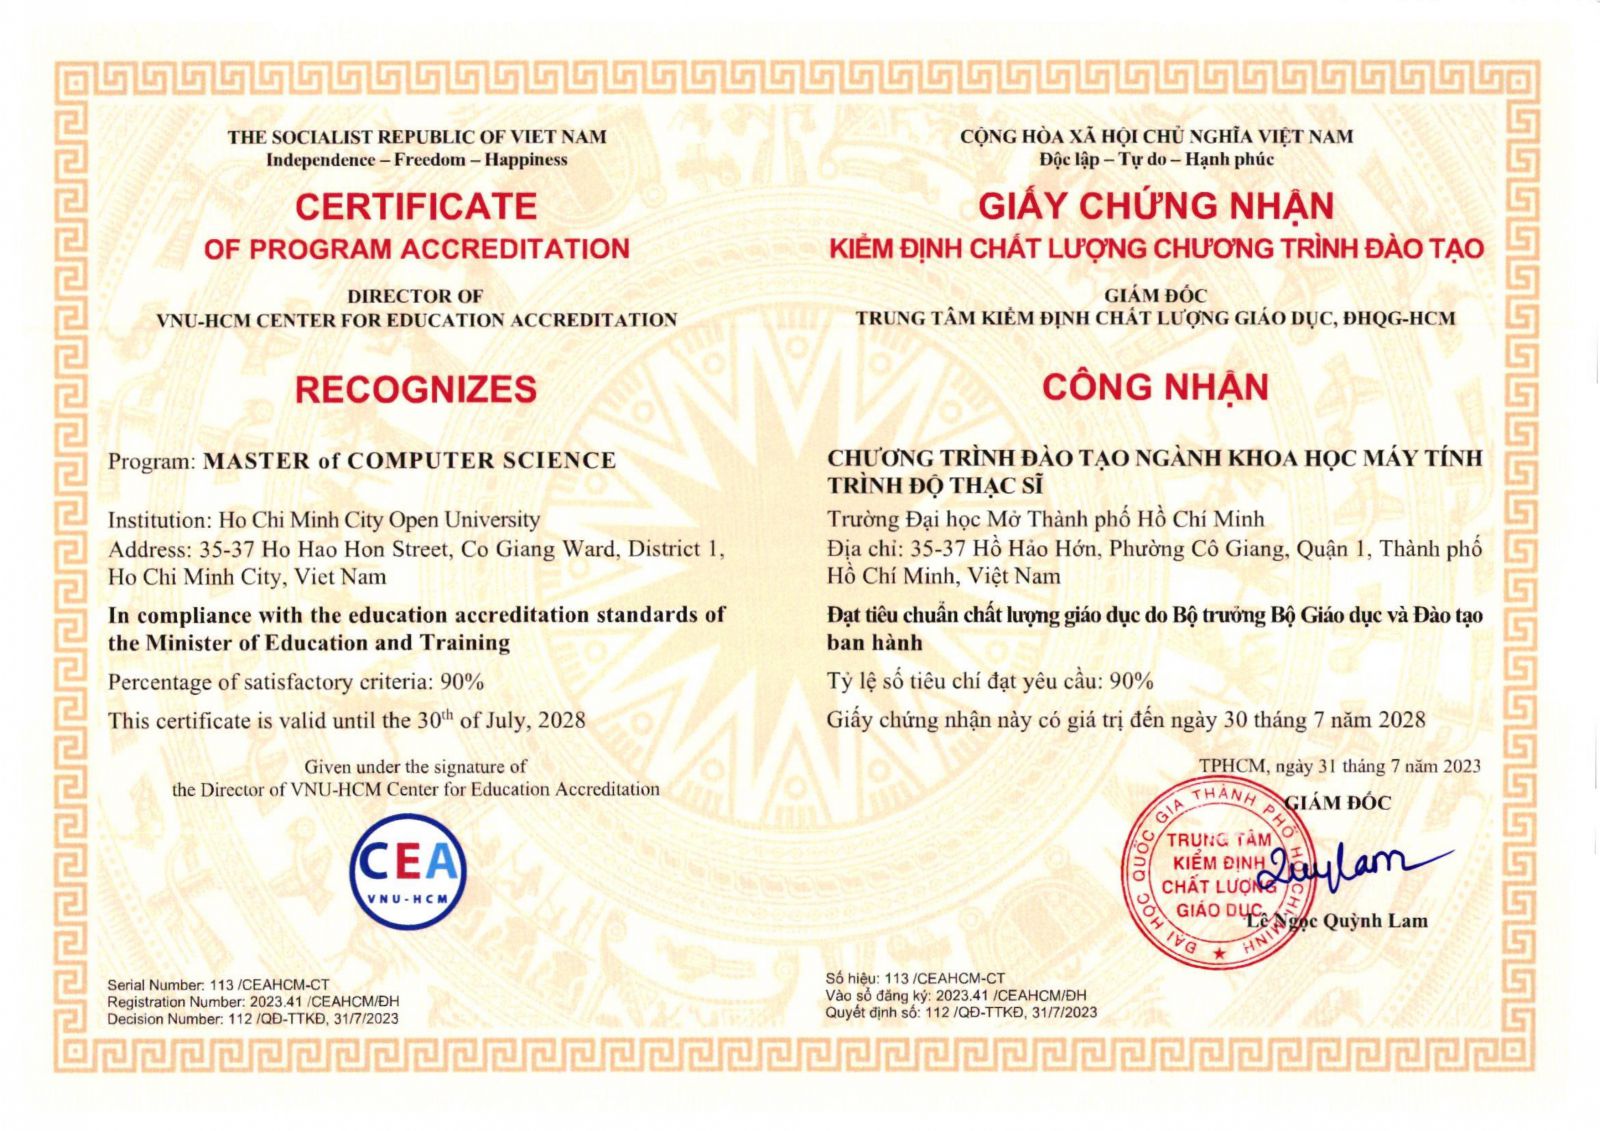 THE SOCIALIST REPUBLIC OF VIET NAM
Independence – Freedom – Happiness
CERTIFICATE
OF PROGRAM ACCREDITATION
DIRECTOR OF
VNU-HCM CENTER FOR EDUCATION ACCREDITATION
RECOGNIZES
Program: MASTER of COMPUTER SCIENCE
Institution: Ho Chi Minh City Open University
Address: 35-37 Ho Hao Hon Street, Co Giang Ward, District 1,
Ho Chi Minh City, Viet Nam
In compliance with the education accreditation standards of
the Minister of Education and Training
Percentage of satisfactory criteria: 90%
This certificate is valid until the 30th of July, 2028
Given under the signature of
the Director of VNU-HCM Center for Education Accreditation
CEA
VNU-HCM
Serial Number: 113 /CEAHCM-CT
Registration Number: 2023.41 /CEAHCM/ĐH
Decision Number: 112 /QĐ-TTKĐ, 31/7/2023
CỘNG HÒA XÃ HỘI CHỦ NGHĨA VIỆT NAM
Độc lập – Tự do – Hạnh phúc
GIẤY CHỨNG NHẬN
KIỂM ĐỊNH CHẤT LƯỢNG CHƯƠNG TRÌNH ĐÀO TẠO
GIÁM ĐỐC
TRUNG TÂM KIỂM ĐỊNH CHẤT LƯỢNG GIÁO DỤC, ĐHQG-HCM
CÔNG NHẬN
CHƯƠNG TRÌNH ĐÀO TẠO NGÀNH KHOA HỌC MÁY TÍNH
TRÌNH ĐỘ THẠC SĨ
Trường Đại học Mở Thành phố Hồ Chí Minh
Địa chỉ: 35-37 Hồ Hảo Hớn, Phường Cô Giang, Quận 1, Thành phố
Hồ Chí Minh, Việt Nam
Đạt tiêu chuẩn chất lượng giáo dục do Bộ trưởng Bộ Giáo dục và Đào tạo
ban hành
Tỷ lệ số tiêu chí đạt yêu cầu: 90%
Giấy chứng nhận này có giá trị đến ngày 30 tháng 7 năm 2028
TPHCM, ngày 31 tháng 7 năm 2023
GIÁM ĐỐC
ĐẠI HỌC QUỐC GIA THÀNH PHỐ HỒ CHÍ MINH
TRUNG TÂM
KIỂM ĐỊNH
CHẤT LƯỢNG
GIÁO DỤC
Quylam
Lê Ngọc Quỳnh Lam
Số hiệu: 113 /CEAHCM-CT
Vào sổ đăng ký: 2023.41 /CEAHCM/ĐH
Quyết định số: 112 /QĐ-TTKĐ, 31/7/2023